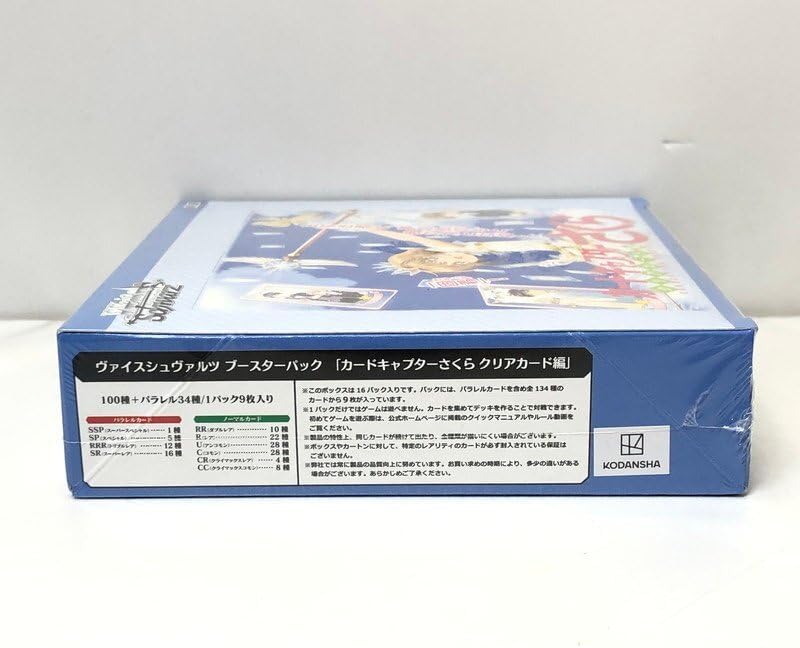 ヴァイスシュヴァルツ ブースターパック 「カードキャプターさくら クリアカード編」
100種+パラレル34種/1パック9枚入り
パラレルカード
SSP(スーパースペシャル)……1種
SP(スペシャル)……5種
RRR(トリプルレア)……12種
SR(スーパーレア)……16種
ノーマルカード
RR(ダブルレア)……10種
R(レア)……22種
U(アンコモン)……28種
C(コモン)……28種
CR(クライマックスレア)……4種
CC(クライマックスコモン)……8種
※このボックスは16パック入りです。パックには、パラレルカードを含め全134種の
カードから9枚が入っています。
※1パックだけではゲームは遊べません。カードを集めてデッキを作ることで対戦できます。
初めてゲームを遊ぶ際は、公式ホームページに掲載のクイックマニュアルやルール動画を
ご覧ください。
※製品の特性上、同じカードが続けて出たり、全種類が揃いにくい場合がございます。
※ボックスやカートンに対して、特定のレアリティのカードが必ず封入されている保証は
ございません。
※弊社では常に製品の品質向上に努めています。お買い求めの時期により、多少の違いがある
場合がございます。あらかじめご了承ください。
KODANSHA